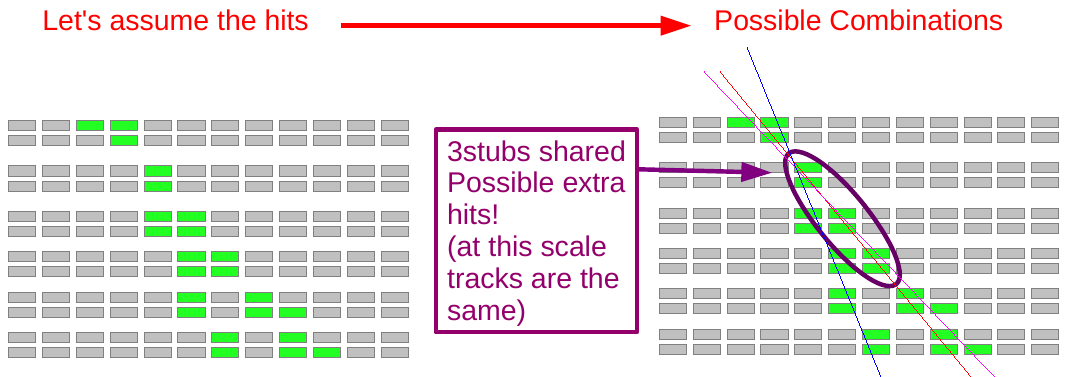 Let's assume the hits
Possible Combinations
3stubs shared
Possible extra
hits!
(at this scale
tracks are the
same)